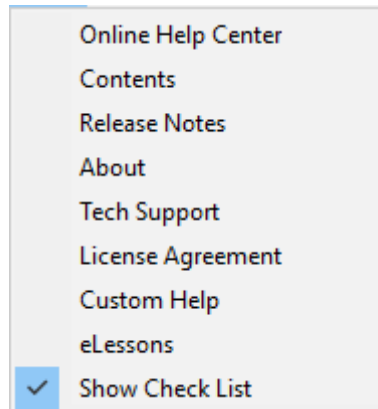 Online Help Center
Contents
Release Notes
About
Tech Support
License Agreement
Custom Help
eLessons
Show Check List